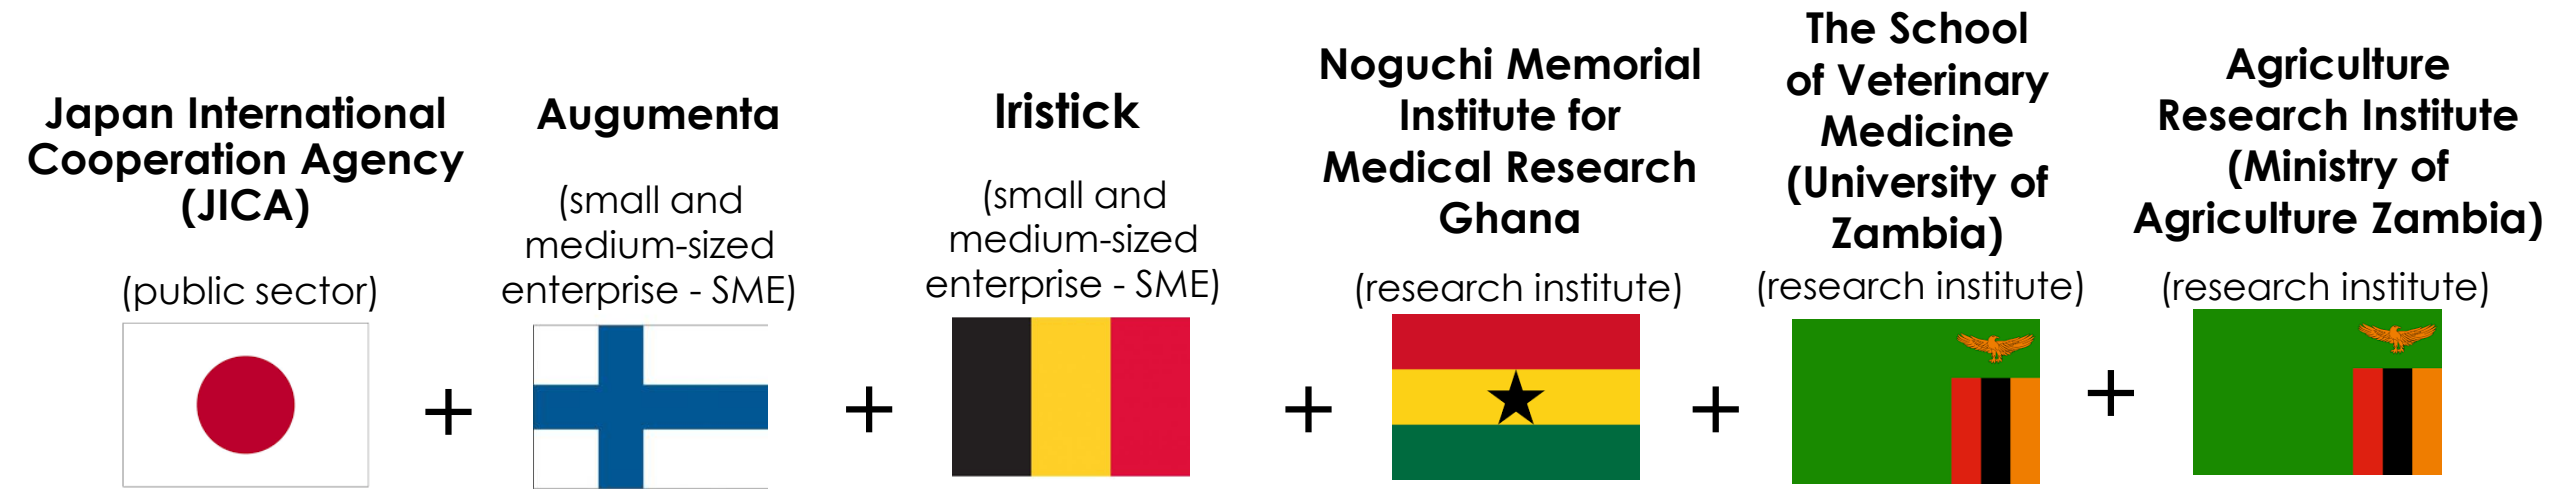 Japan International
Cooperation Agency
(JICA)
(public sector)
+
Augumenta
(small and
medium-sized
enterprise - SME)
+
Iristick
(small and
medium-sized
enterprise - SME)
+
Noguchi Memorial
Institute for
Medical Research
Ghana
(research institute)
+
The School
of Veterinary
Medicine
(University of
Zambia)
(research institute)
+
Agriculture
Research Institute
(Ministry of
Agriculture Zambia)
(research institute)